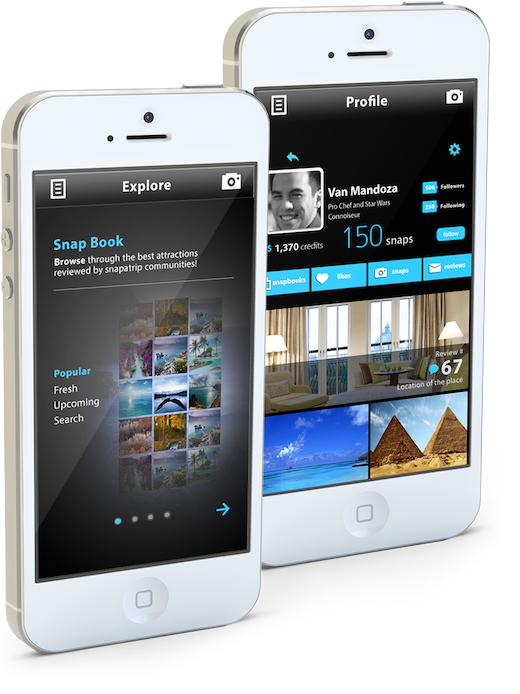 Explore
Snap Book
Browse through the best attractions
reviewed by snapatrip communities!
Popular
Fresh
Upcoming
Search
Profile
Van Mandoza
Pro Chef and Star Wars
Connoiseur
500 Followers
250 Following
$ 1,370 credits
150 snaps
follow
snapbooks
likes
snaps
reviews
Review #
67
Location of the place